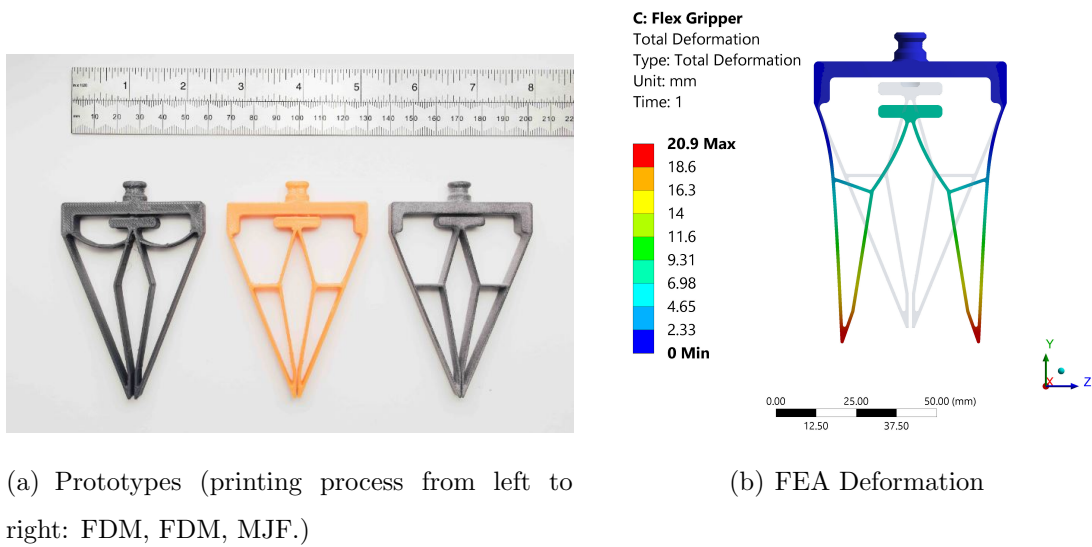 C: Flex Gripper
Total Deformation
Type: Total Deformation
Unit: mm
Time: 1
1 2 3 4 5 6 7 8
mm 10 20 30 40 50 60 70 80 90 100 110 120 130 140 150 160 170 180 190 200 210
20.9 Max
18.6
16.3
14
11.6
9.31
6.98
4.65
2.33
0 Min
Y
X
Z
0.00 25.00 50.00 (mm)
12.50 37.50
(a) Prototypes (printing process from left to
right: FDM, FDM, MJF.)
(b) FEA Deformation